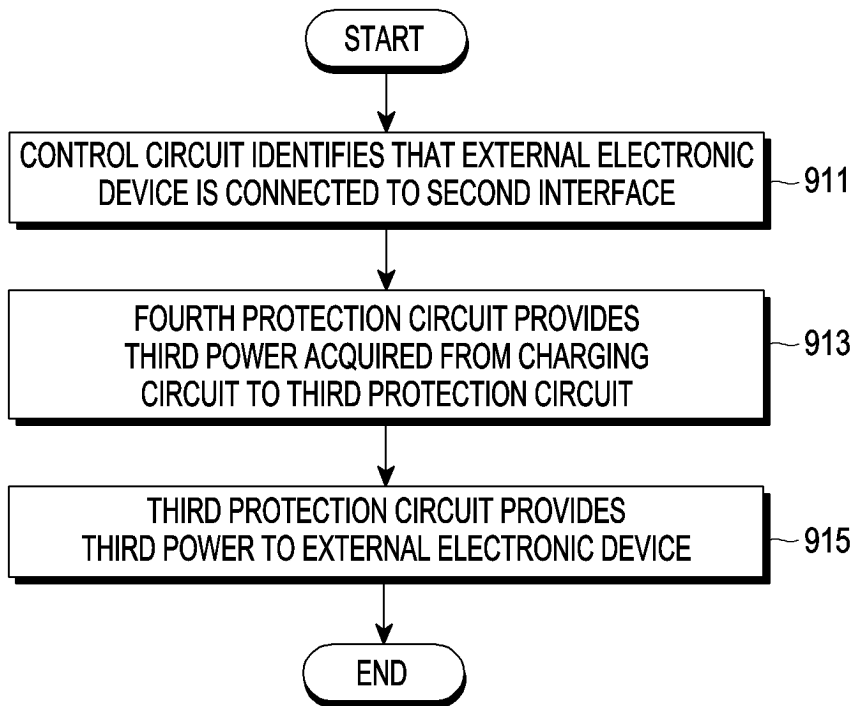 START
CONTROL CIRCUIT IDENTIFIES THAT EXTERNAL ELECTRONIC
DEVICE IS CONNECTED TO SECOND INTERFACE
911
FOURTH PROTECTION CIRCUIT PROVIDES
THIRD POWER ACQUIRED FROM CHARGING
CIRCUIT TO THIRD PROTECTION CIRCUIT
913
THIRD PROTECTION CIRCUIT PROVIDES
THIRD POWER TO EXTERNAL ELECTRONIC DEVICE
915
END